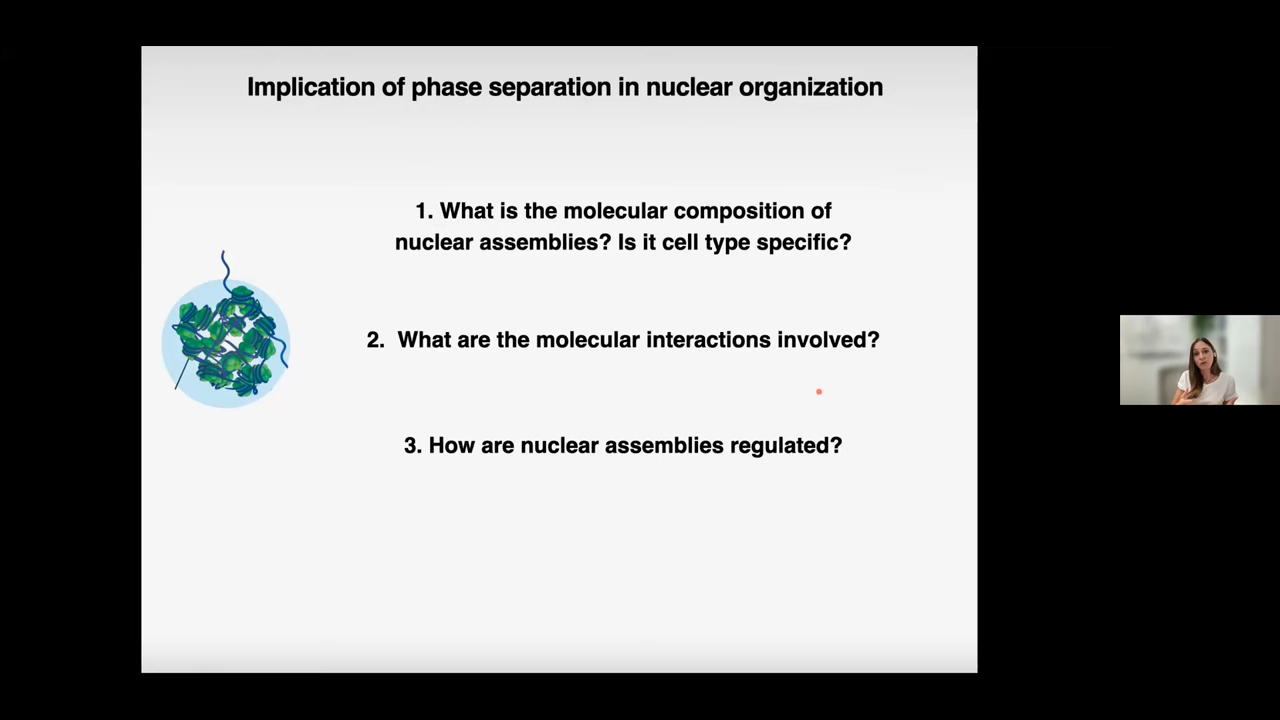 Implication of phase separation in nuclear organization
1. What is the molecular composition of
nuclear assemblies? Is it cell type specific?
2. What are the molecular interactions involved?
3. How are nuclear assemblies regulated?